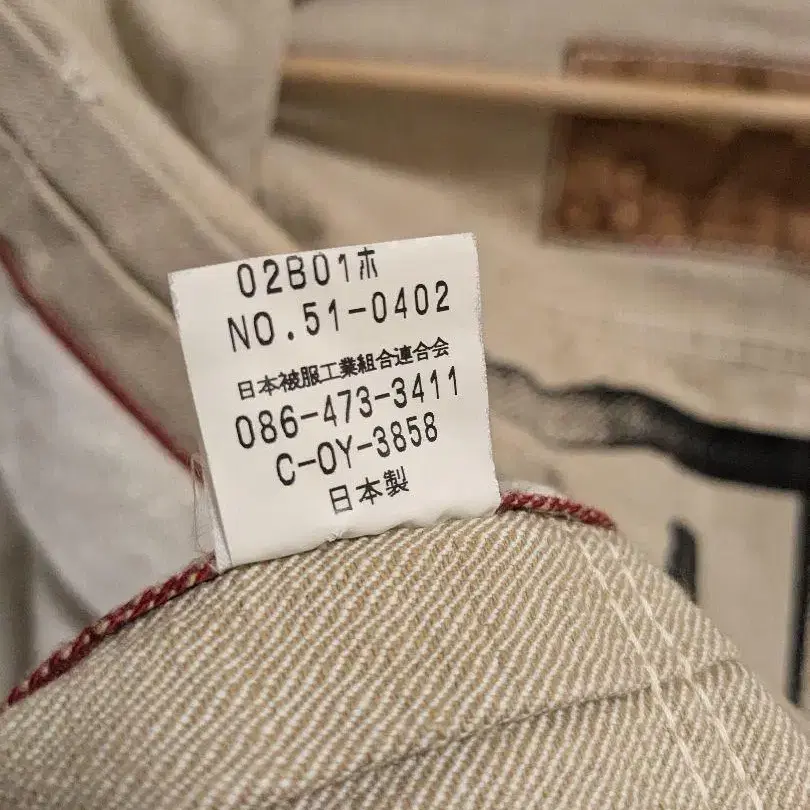 02B01ホ
NO.51-0402
日本被服工業組合連合会
086-473-3411
C-OY-3858
日本製